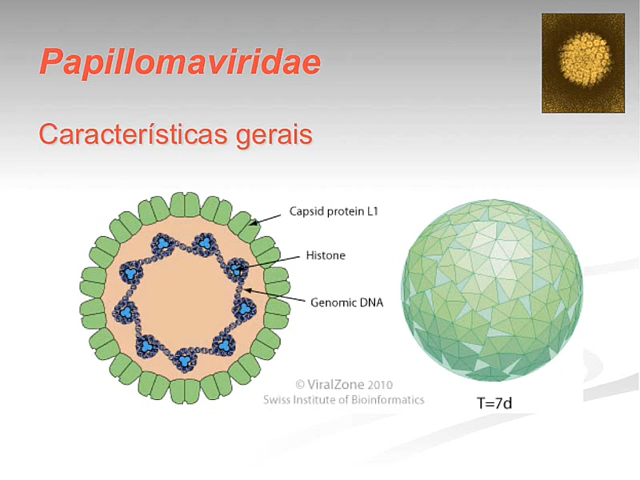 Papillomaviridae
Características gerais
Capsid protein L1
Histone
Genomic DNA
© ViralZone 2010
Swiss Institute of Bioinformatics
T=7d